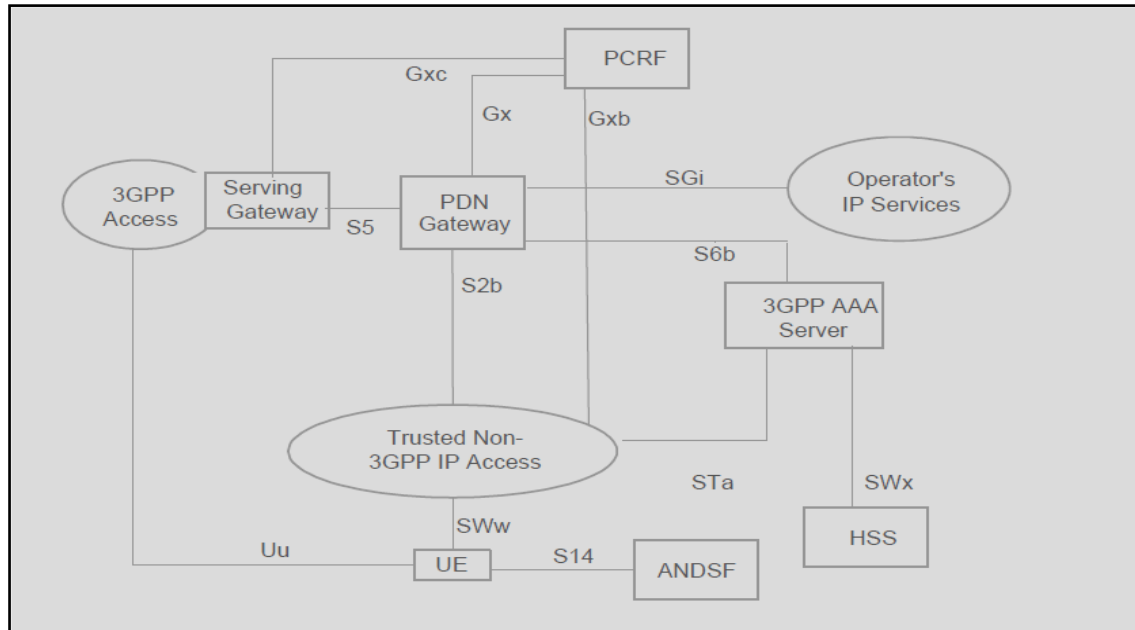 PCRF
Gxc
Gx
Gxb
3GPP
Access
Serving
Gateway
S5
PDN
Gateway
SGi
Operator's
IP Services
S6b
S2b
3GPP AAA
Server
Trusted Non-
3GPP IP Access
STa
SWx
SWw
HSS
Uu
UE
S14
ANDSF